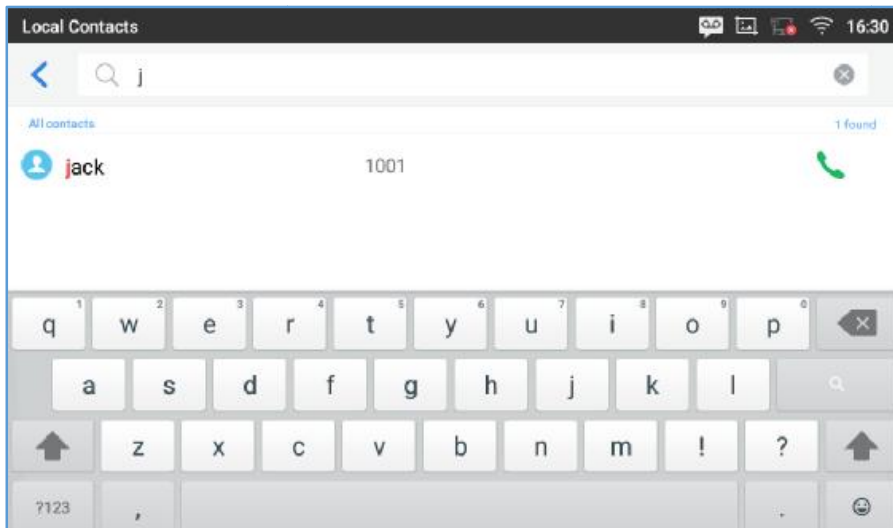 Local Contacts 16:30
j
All contacts 1 found
jack 1001
1 2 3 4 5 6 7 8 9 0
q w e r t y u i o p
a s d f g h j k l
z x c v b n m ! ?
?123 , .